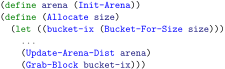 (define arena (Init-Arena))
(define (Allocate size)
  (let ((bucket-ix (Bucket-For-Size size)))
    ...
    (Update-Arena-Dist arena)
    (Grab-Block bucket-ix)))